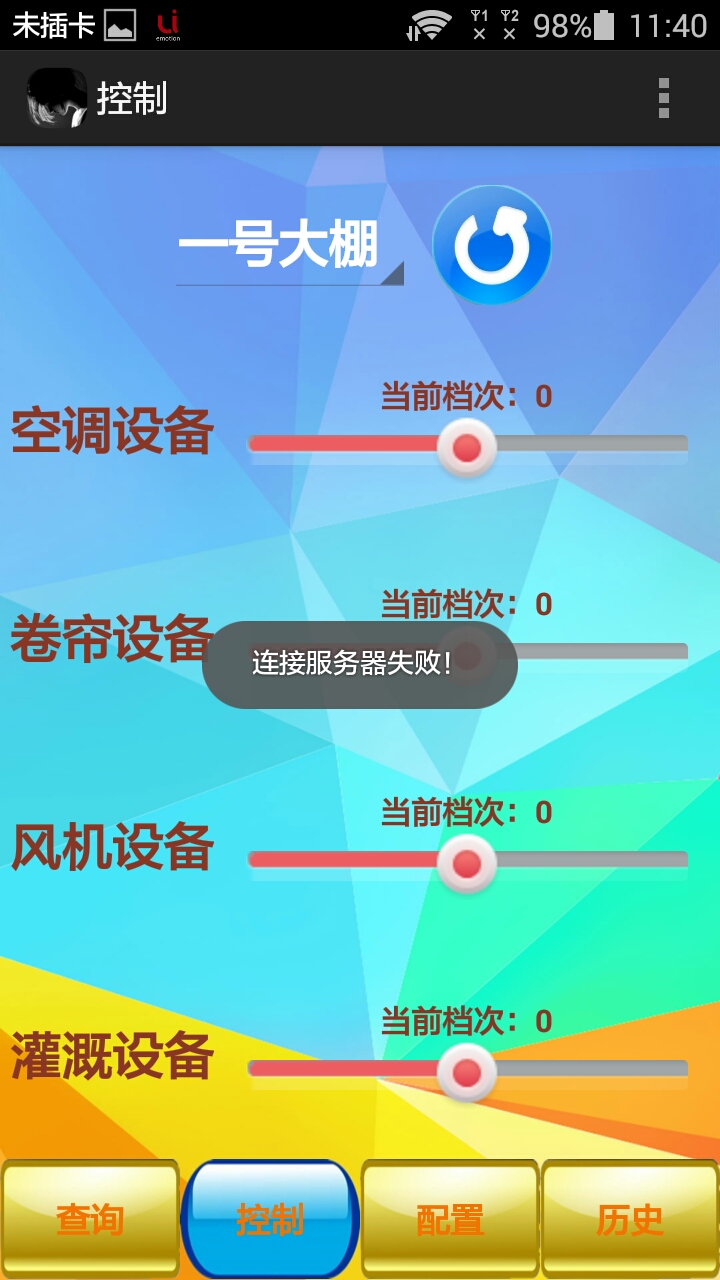 未插卡 98% 11:40
控制
一号大棚
当前档次：0
空调设备
当前档次：0
卷帘设备
连接服务器失败！
当前档次：0
风机设备
当前档次：0
灌溉设备
查询 控制 配置 历史